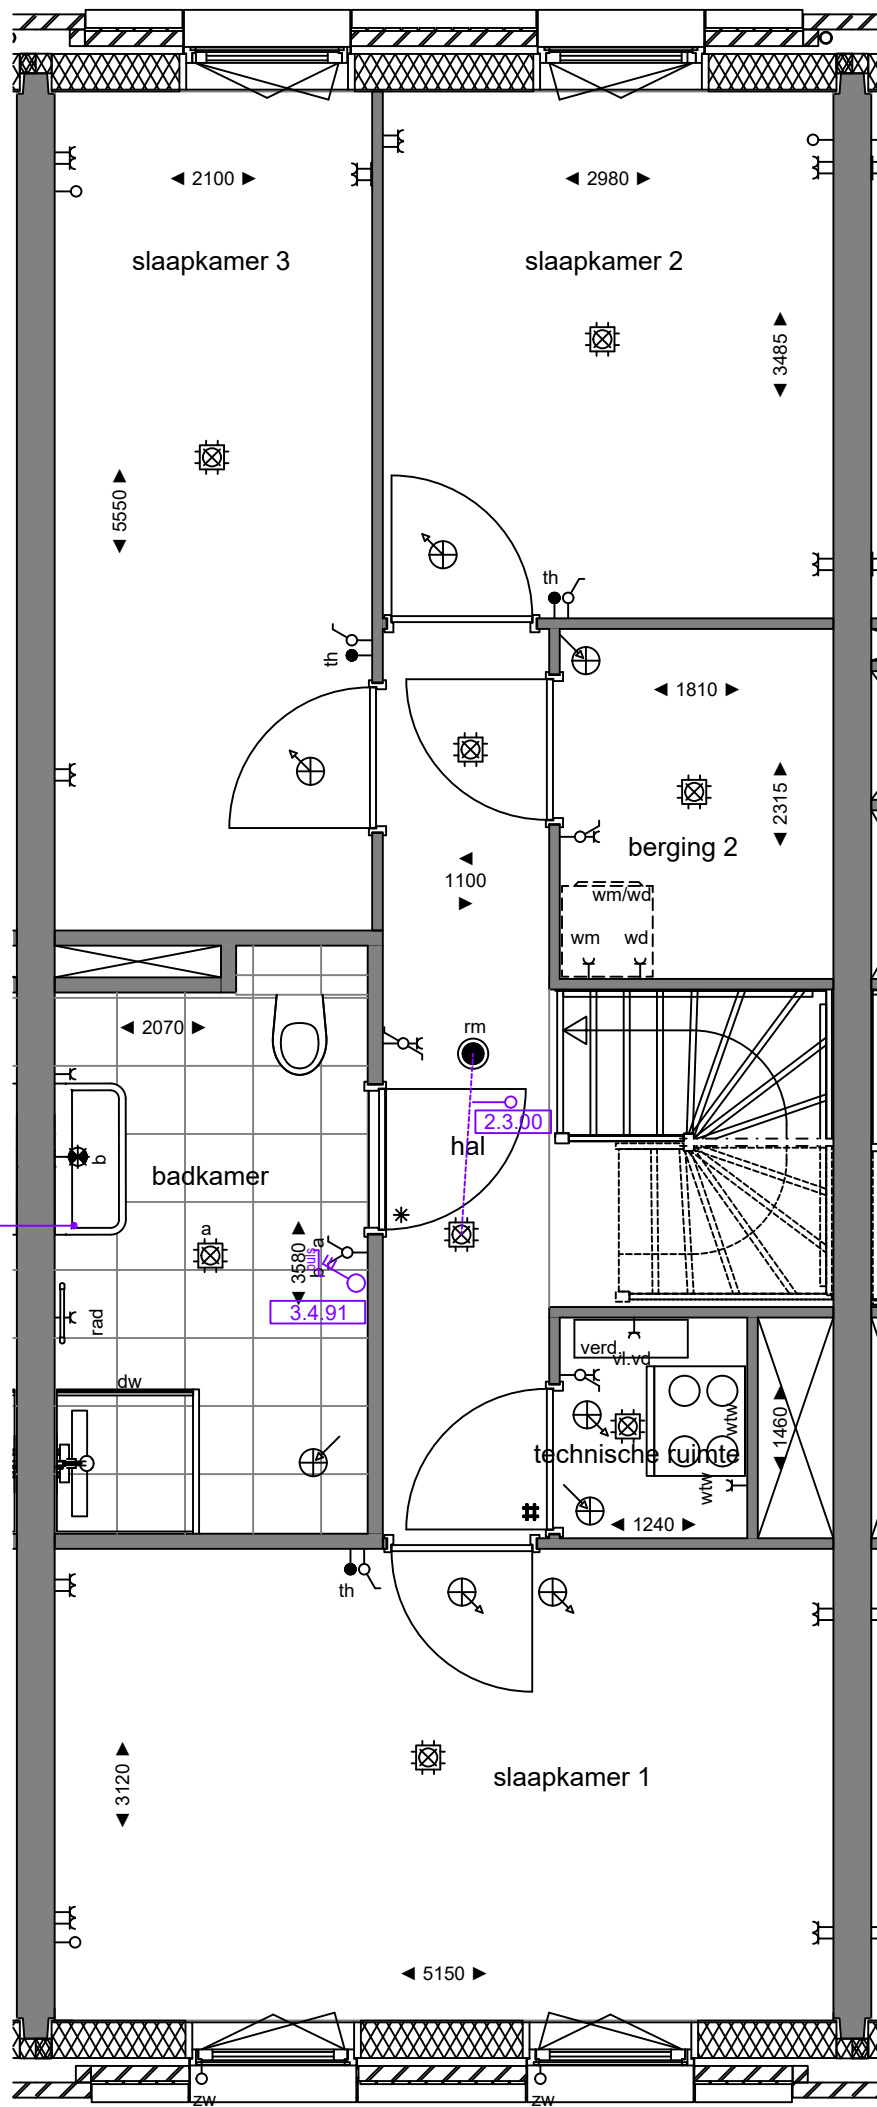 2100
2980
slaapkamer 3
slaapkamer 2
3485
5550
th
th
1810
2315
berging 2
1100
wm/wd
wm
wd
2070
rm
2.3.00
hal
b
badkamer
a
3580
b
a
3.4.91
rad
verd.
vl.vd
dw
wtw
1460
technische ruimte
wtw
1240
th
slaapkamer 1
3120
5150
zw
zw